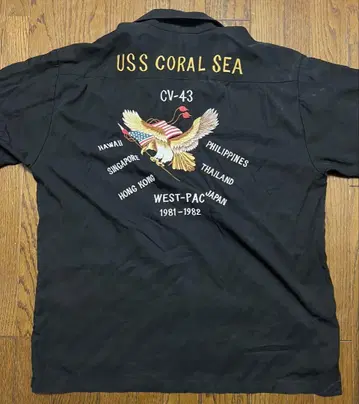 USS CORAL SEA
CV-43
HAWAII
SINGAPORE
HONG KONG
PHILIPPINES
THAILAND
JAPAN
WEST-PAC
1981-1982